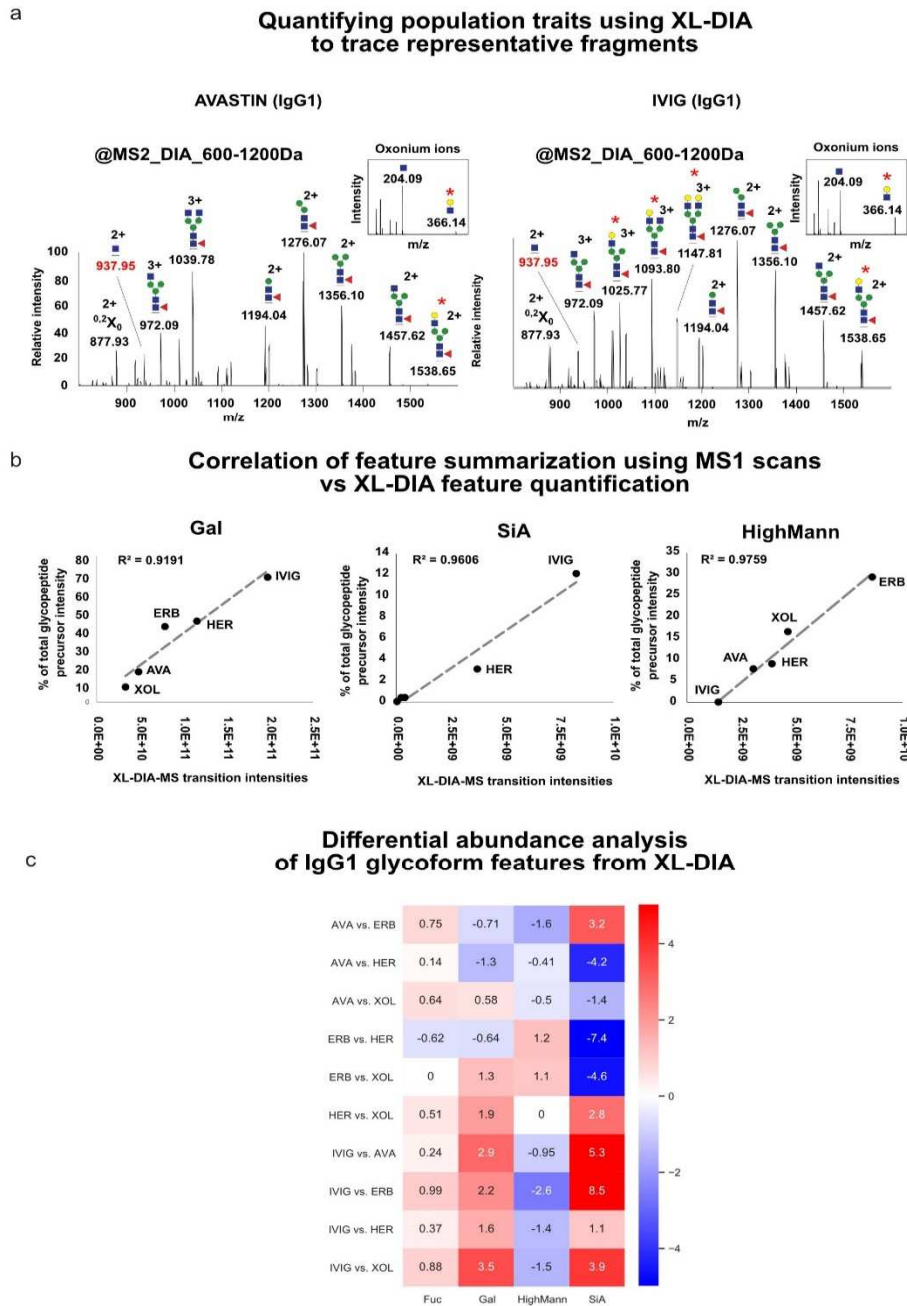 a
Quantifying population traits using XL-DIA
to trace representative fragments
AVASTIN (IgG1)
@MS2_DIA_600-1200Da
Oxonium ions
Intensity
204.09
*
366.14
m/z
Relative intensity
100
80
60
40
20
0
2+
937.95
2+
0,2X0
877.93
3+
972.09
3+
1039.78
2+
1194.04
2+
1276.07
2+
1356.10
2+
1457.62
*
2+
1538.65
900 1000 1100 1200 1300 1400 1500
m/z
IVIG (IgG1)
@MS2_DIA_600-1200Da
Oxonium ions
Intensity
204.09
*
366.14
m/z
Relative intensity
2+
937.95
2+
0,2X0
877.93
3+
972.09
*
3+
1025.77
*
3+
1093.80
*
3+
1147.81
2+
1194.04
2+
1276.07
2+
1356.10
2+
1457.62
*
2+
1538.65
900 1000 1100 1200 1300 1400 1500
m/z
b
Correlation of feature summarization using MS1 scans
vs XL-DIA feature quantification
Gal
% of total glycopeptide
precursor intensity
80
70
60
50
40
30
20
10
0
R² = 0.9191
IVIG
ERB
HER
AVA
XOL
0.0E+00
5.0E+10
1.0E+11
1.5E+11
2.0E+11
2.5E+11
XL-DIA-MS transition intensities
SiA
% of total glycopeptide
precursor intensity
14
12
10
8
6
4
2
0
R² = 0.9606
IVIG
HER
0.0E+00
2.5E+09
5.0E+09
7.5E+09
1.0E+10
XL-DIA-MS transition intensities
HighMann
% of total glycopeptide
precursor intensity
35
30
25
20
15
10
5
0
R² = 0.9759
ERB
XOL
AVA
HER
IVIG
0.0E+00
2.5E+09
5.0E+09
7.5E+09
1.0E+10
XL-DIA-MS transition intensities
c
Differential abundance analysis
of IgG1 glycoform features from XL-DIA
AVA vs. ERB 0.75 -0.71 -1.6 3.2
AVA vs. HER 0.14 -1.3 -0.41 -4.2
AVA vs. XOL 0.64 0.58 -0.5 -1.4
ERB vs. HER -0.62 -0.64 1.2 -7.4
ERB vs. XOL 0 1.3 1.1 -4.6
HER vs. XOL 0.51 1.9 0 2.8
IVIG vs. AVA 0.24 2.9 -0.95 5.3
IVIG vs. ERB 0.99 2.2 -2.6 8.5
IVIG vs. HER 0.37 1.6 -1.4 1.1
IVIG vs. XOL 0.88 3.5 -1.5 3.9
Fuc Gal HighMann SiA
4
2
0
-2
-4